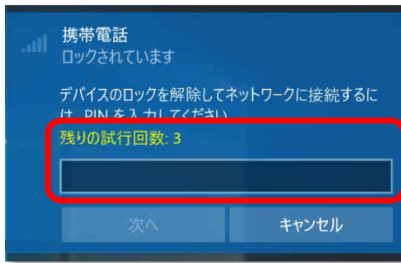 携帯電話
ロックされています
デバイスのロックを解除してネットワークに接続するに
は、PIN を入力してください
残りの試行回数: 3
次へ
キャンセル